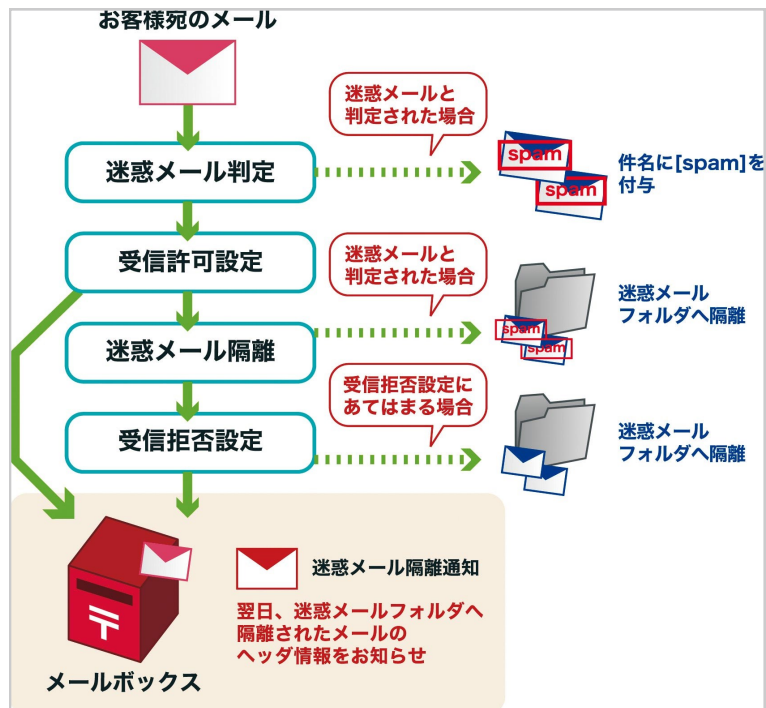 お客様宛のメール
迷惑メールと
判定された場合
迷惑メール判定
spam
spam
件名に[spam]を
付与
受信許可設定
迷惑メールと
判定された場合
迷惑メール
フォルダへ隔離
spam
spam
迷惑メール隔離
受信拒否設定に
あてはまる場合
受信拒否設定
迷惑メール
フォルダへ隔離
迷惑メール隔離通知
翌日、迷惑メールフォルダへ
隔離されたメールの
ヘッダ情報をお知らせ
〒
メールボックス